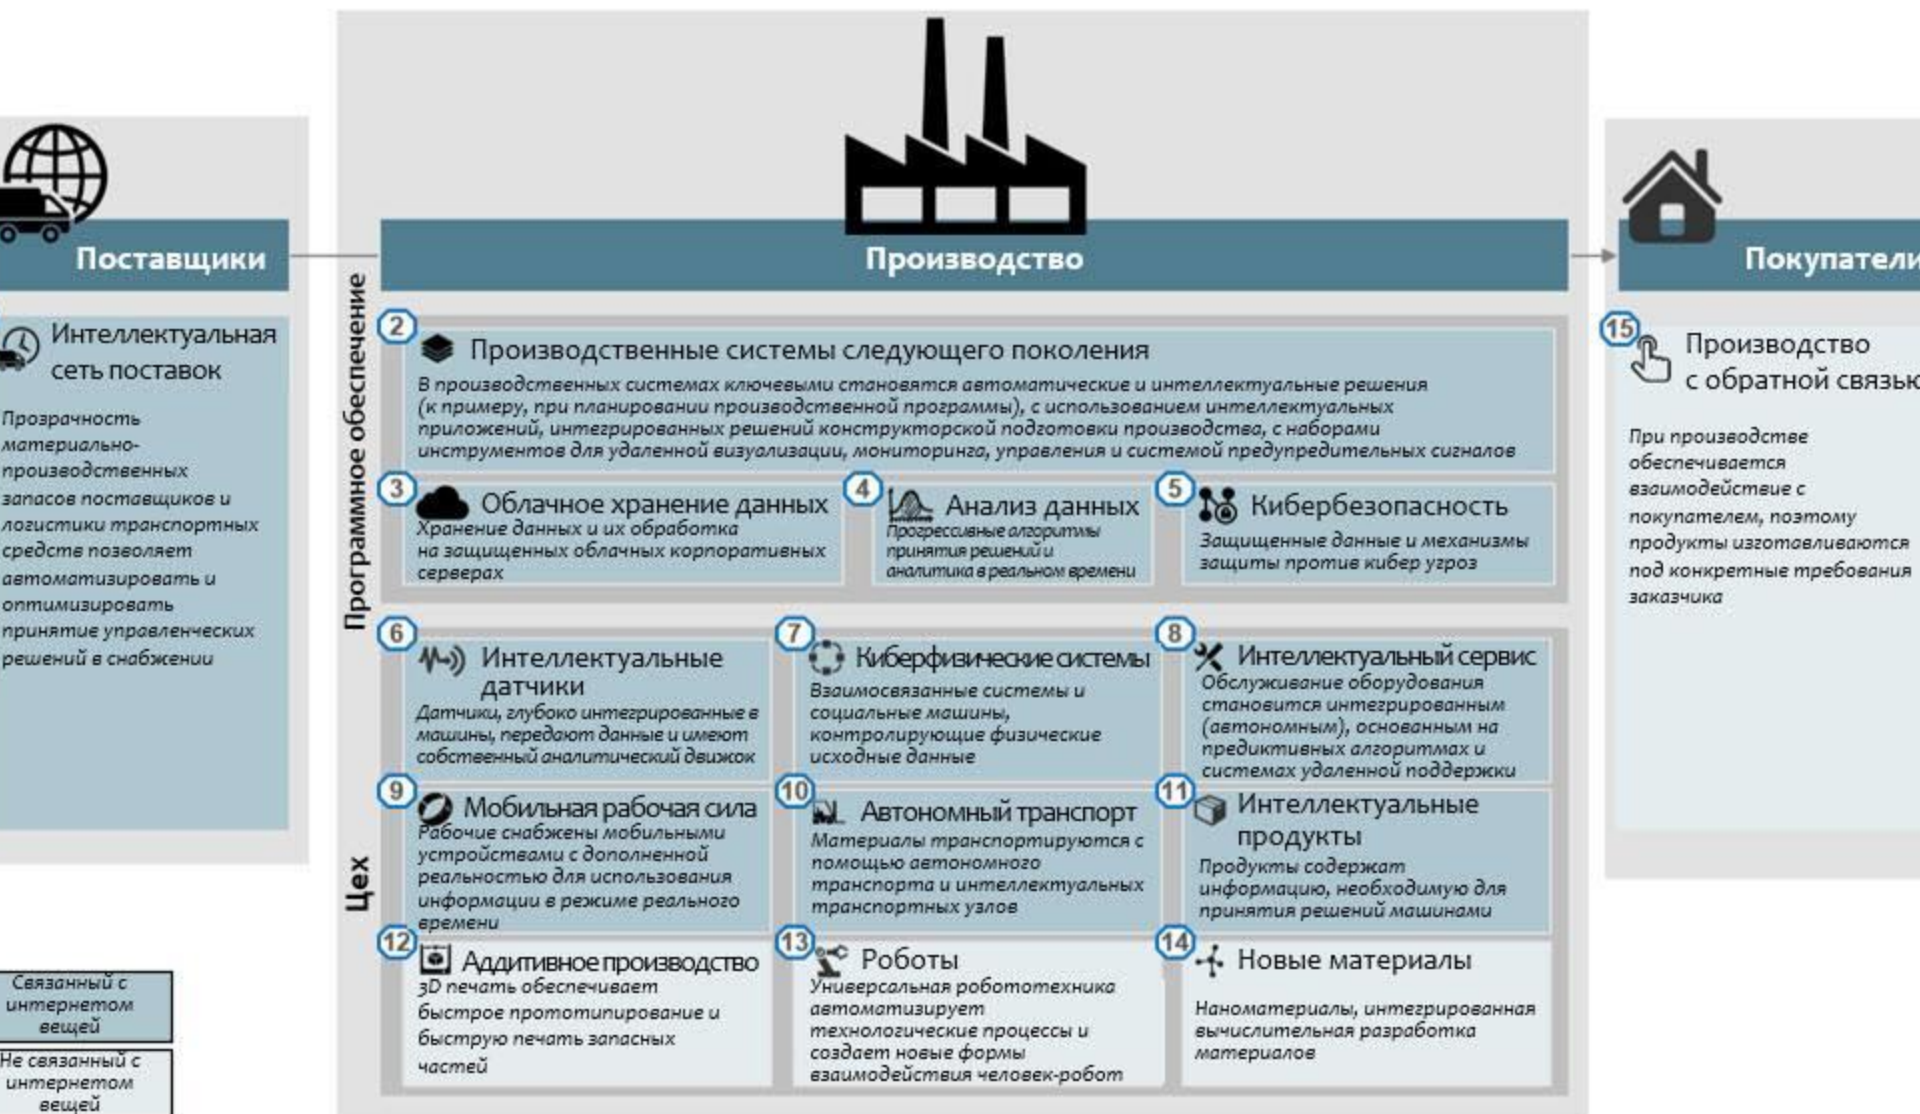 Поставщики
Интеллектуальная
сеть поставок
Прозрачность
материально-
производственных
запасов поставщиков и
логистики транспортных
средств позволяет
автоматизировать и
оптимизировать
принятие управленческих
решений в снабжении
Связанный с
интернетом
вещей
Не связанный с
интернетом
вещей
Производство
Программное обеспечение
2
Производственные системы следующего поколения
В производственных системах ключевыми становятся автоматические и интеллектуальные решения
(к примеру, при планировании производственной программы), с использованием интеллектуальных
приложений, интегрированных решений конструкторской подготовки производства, с наборами
инструментов для удаленной визуализации, мониторинга, управления и системой предупредительных сигналов
3
Облачное хранение данных
Хранение данных и их обработка
на защищенных облачных корпоративных
серверах
4
Анализ данных
Прогрессивные алгоритмы
принятия решений и
аналитика в реальном времени
5
Кибербезопасность
Защищенные данные и механизмы
защиты против кибер угроз
Цех
6
Интеллектуальные
датчики
Датчики, глубоко интегрированные в
машины, передают данные и имеют
собственный аналитический движок
7
Киберфизические системы
Взаимосвязанные системы и
социальные машины,
контролирующие физические
исходные данные
8
Интеллектуальный сервис
Обслуживание оборудования
становится интегрированным
(автономным), основанным на
предиктивных алгоритмах и
системах удаленной поддержки
9
Мобильная рабочая сила
Рабочие снабжены мобильными
устройствами с дополненной
реальностью для использования
информации в режиме реального
времени
10
Автономный транспорт
Материалы транспортируются с
помощью автономного
транспорта и интеллектуальных
транспортных узлов
11
Интеллектуальные
продукты
Продукты содержат
информацию, необходимую для
принятия решений машинами
12
Аддитивное производство
3D печать обеспечивает
быстрое прототипирование и
быструю печать запасных
частей
13
Роботы
Универсальная робототехника
автоматизирует
технологические процессы и
создает новые формы
взаимодействия человек-робот
14
Новые материалы
Наноматериалы, интегрированная
вычислительная разработка
материалов
Покупатели
15
Производство
с обратной связью
При производстве
обеспечивается
взаимодействие с
покупателем, поэтому
продукты изготавливаются
под конкретные требования
заказчика